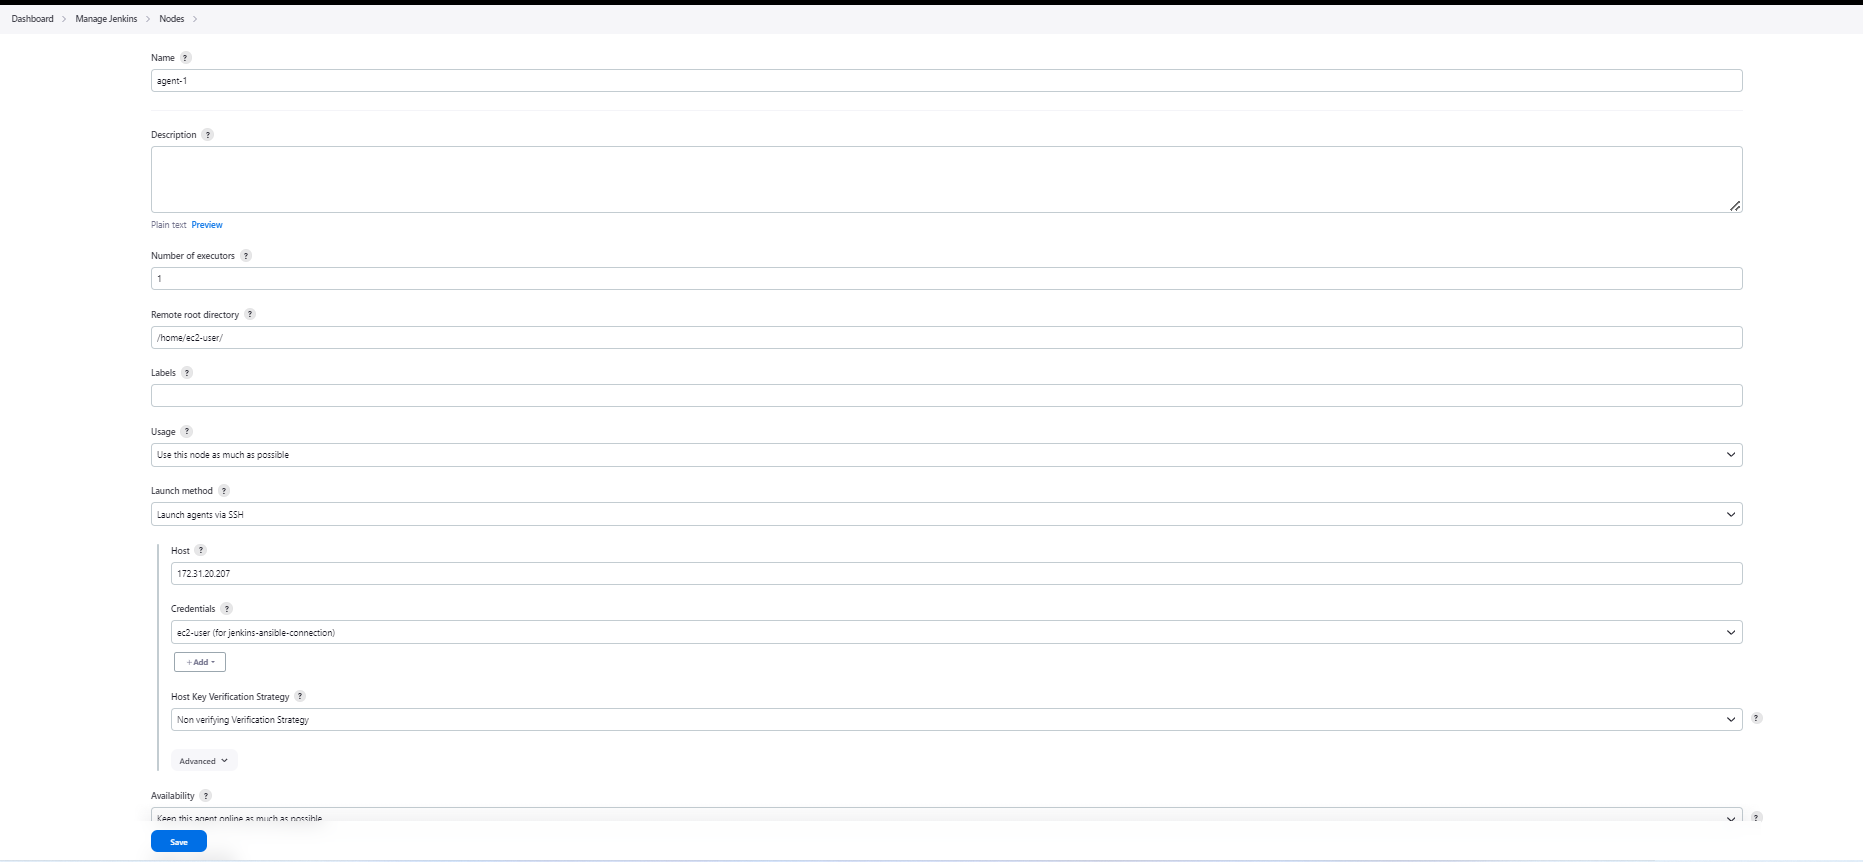 Dashboard > Manage Jenkins > Nodes >
Name ?
agent-1
Description ?
Plain text Preview
Number of executors ?
1
Remote root directory ?
/home/ec2-user/
Labels ?
Usage ?
Use this node as much as possible
Launch method ?
Launch agents via SSH
Host ?
172.31.20.207
Credentials ?
ec2-user (for jenkins-ansible-connection)
+ Add
Host Key Verification Strategy ?
Non verifying Verification Strategy
?
Advanced
Availability ?
Keep this agent online as much as possible
?
Save